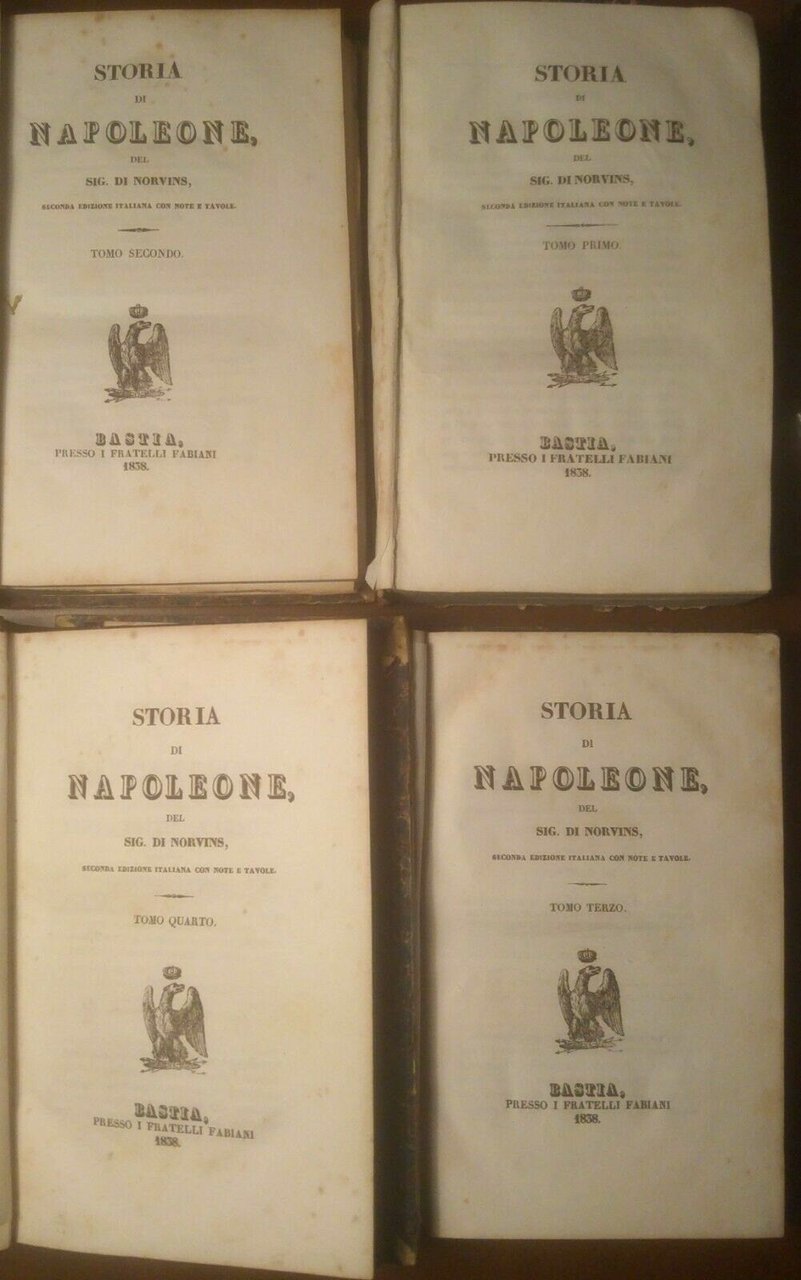 STORIA
DI
NAPOLEONE,
DEL
SIG. DI NORVINS,
SECONDA EDIZIONE ITALIANA CON NOTE E TAVOLE.
TOMO SECONDO.
BASTIA,
PRESSO I FRATELLI FABIANI
1838.
STORIA
DI
NAPOLEONE,
DEL
SIG. DI NORVINS,
SECONDA EDIZIONE ITALIANA CON NOTE E TAVOLE.
TOMO PRIMO.
BASTIA,
PRESSO I FRATELLI FABIANI
1838.
STORIA
DI
NAPOLEONE,
DEL
SIG. DI NORVINS,
SECONDA EDIZIONE ITALIANA CON NOTE E TAVOLE.
TOMO QUARTO.
BASTIA,
PRESSO I FRATELLI FABIANI
1838.
STORIA
DI
NAPOLEONE,
DEL
SIG. DI NORVINS,
SECONDA EDIZIONE ITALIANA CON NOTE E TAVOLE.
TOMO TERZO.
BASTIA,
PRESSO I FRATELLI FABIANI
1838.